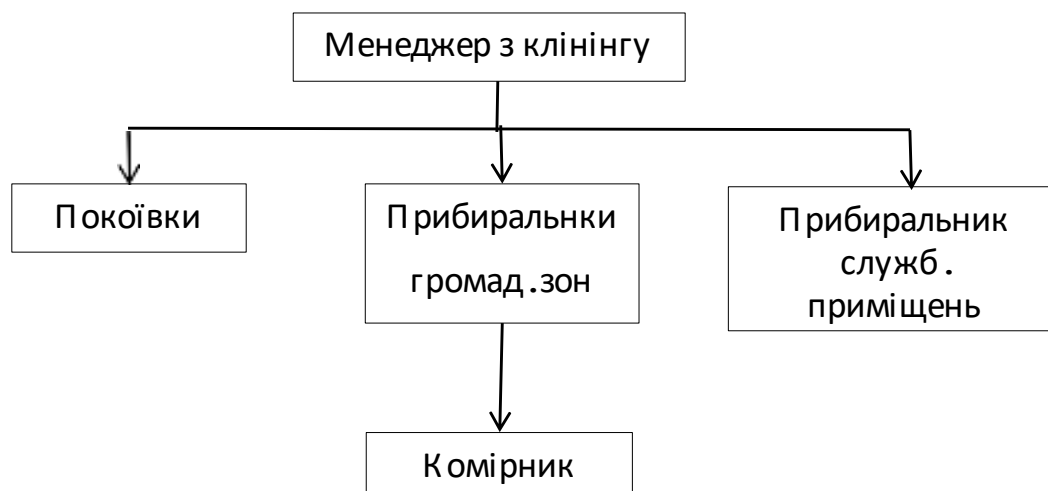 Менеджер з клінінгу
Покоївки
Прибиральнки
громад.зон
Прибиральник
служб.
приміщень
Комірник